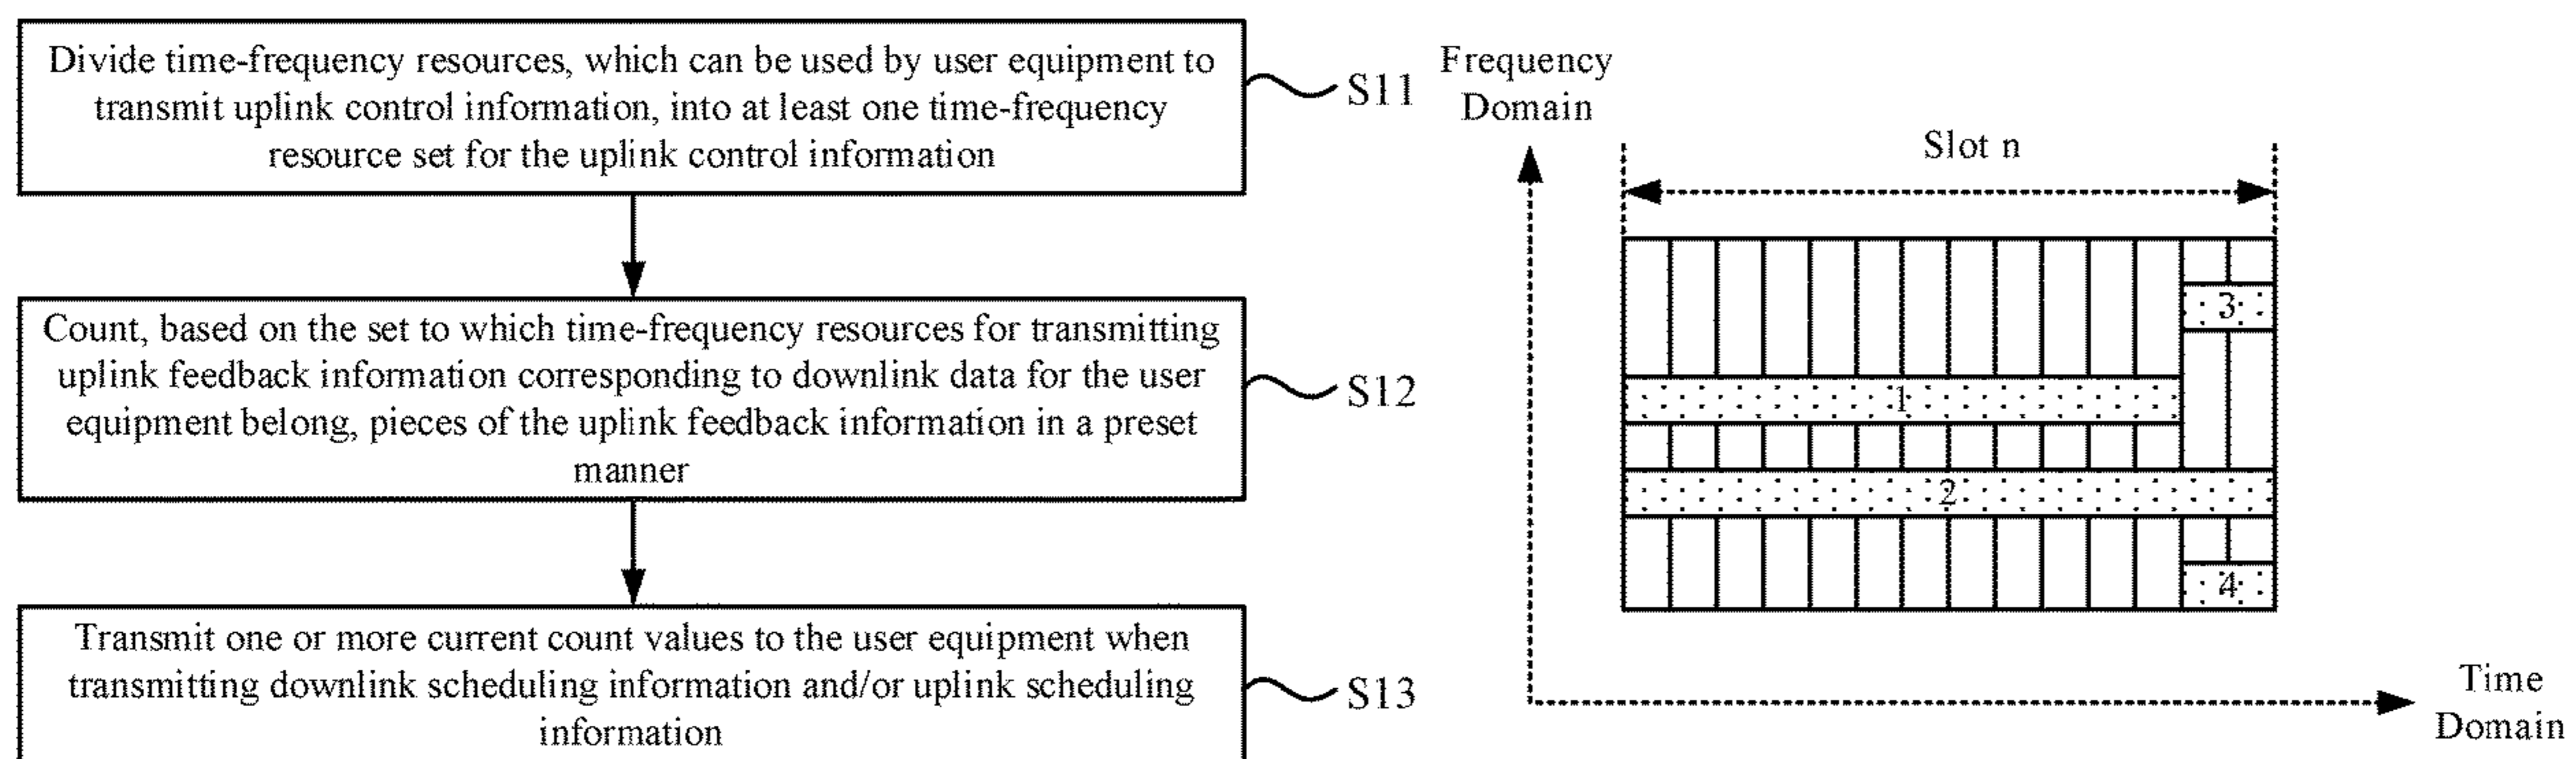 Divide time-frequency resources, which can be used by user equipment to
transmit uplink control information, into at least one time-frequency
resource set for the uplink control information
S11
Count, based on the set to which time-frequency resources for transmitting
uplink feedback information corresponding to downlink data for the user
equipment belong, pieces of the uplink feedback information in a preset
manner
S12
Transmit one or more current count values to the user equipment when
transmitting downlink scheduling information and/or uplink scheduling
information
S13
Frequency
Domain
Slot n
3
1
2
4
Time
Domain